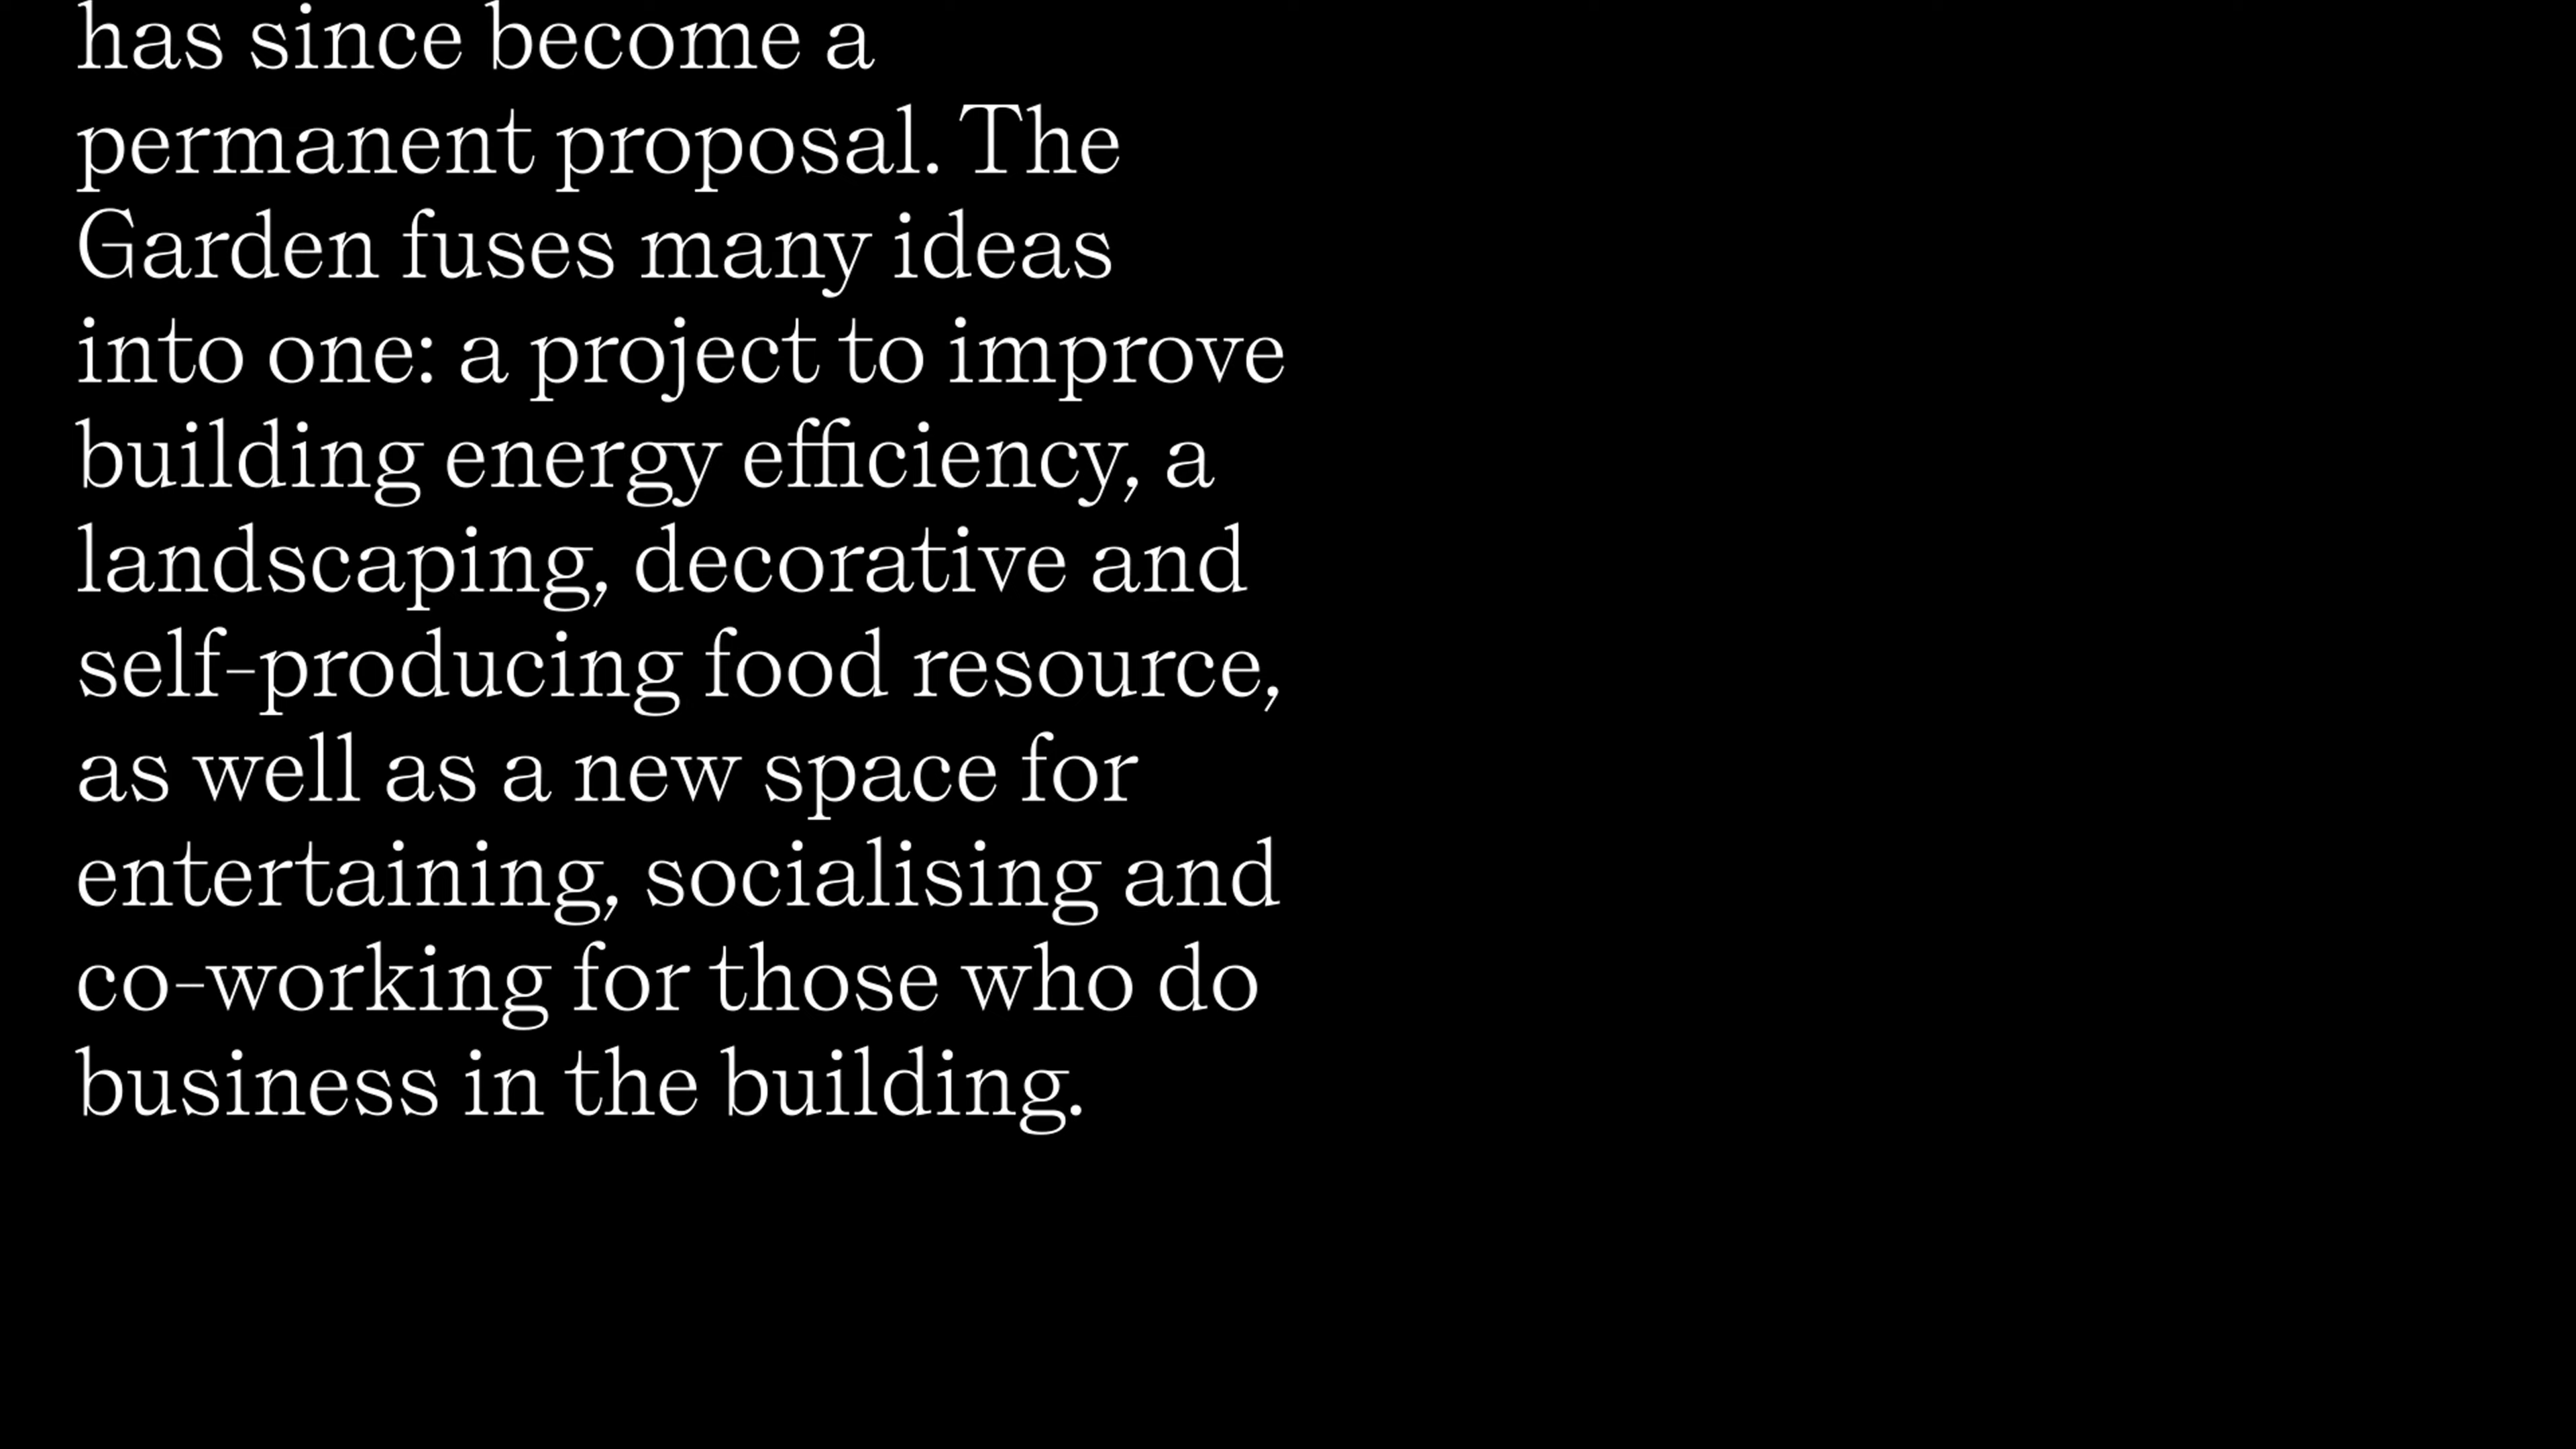 has since become a
permanent proposal. The
Garden fuses many ideas
into one: a project to improve
building energy efficiency, a
landscaping, decorative and
self-producing food resource,
as well as a new space for
entertaining, socialising and
co-working for those who do
business in the building.